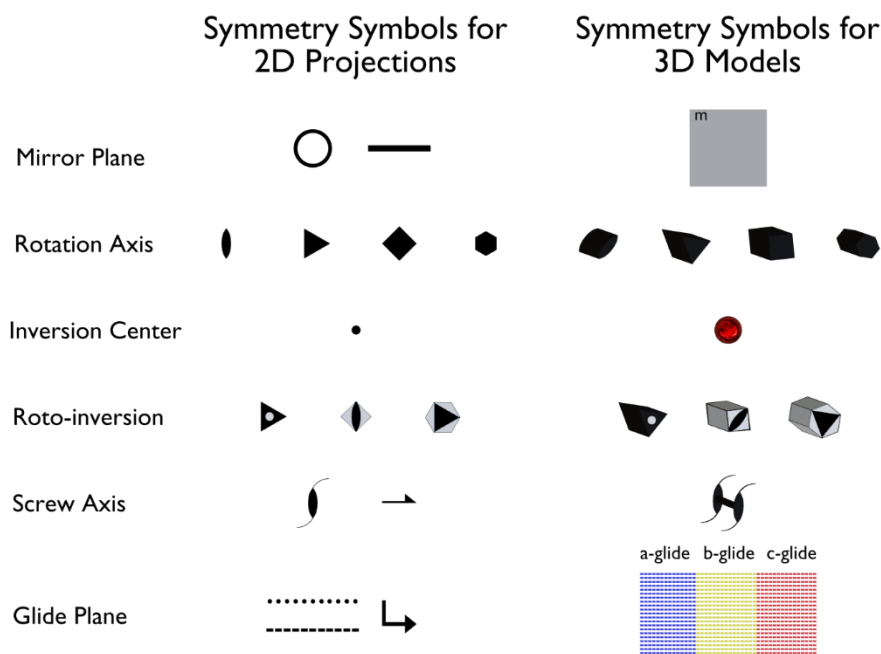 Symmetry Symbols for
2D Projections
Symmetry Symbols for
3D Models
Mirror Plane
m
Rotation Axis
Inversion Center
Roto-inversion
Screw Axis
a-glide b-glide c-glide
Glide Plane